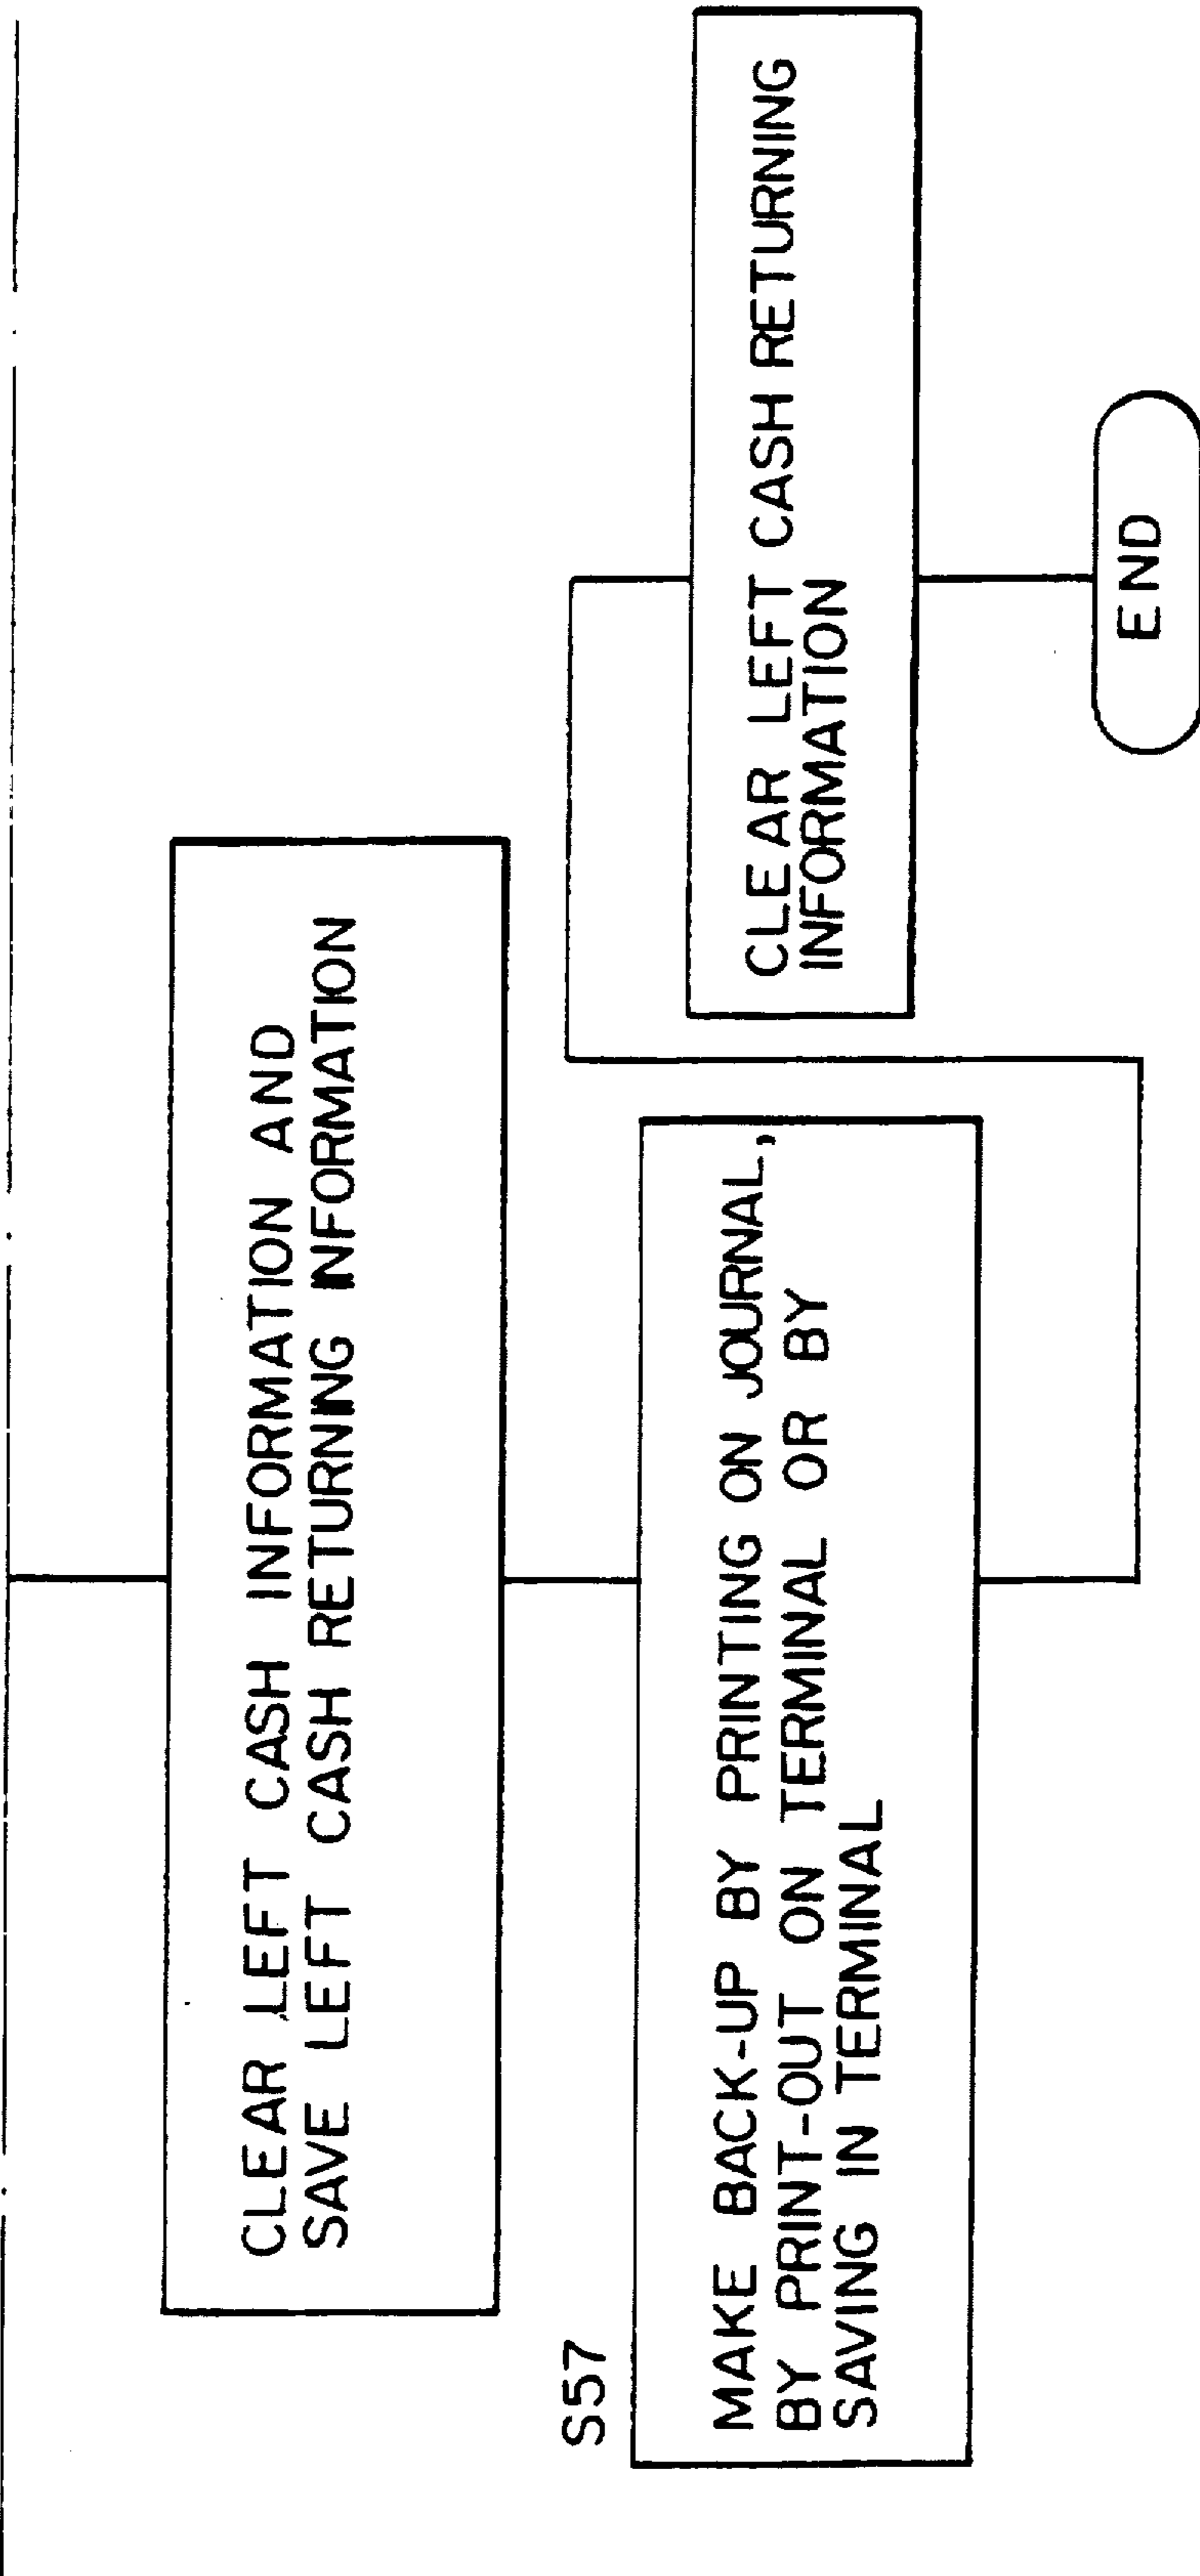 CLEAR LEFT CASH INFORMATION AND
SAVE LEFT CASH RETURNING INFORMATION
S57
MAKE BACK-UP BY PRINTING ON JOURNAL,
BY PRINT-OUT ON TERMINAL OR BY
SAVING IN TERMINAL
CLEAR LEFT CASH RETURNING
INFORMATION
END